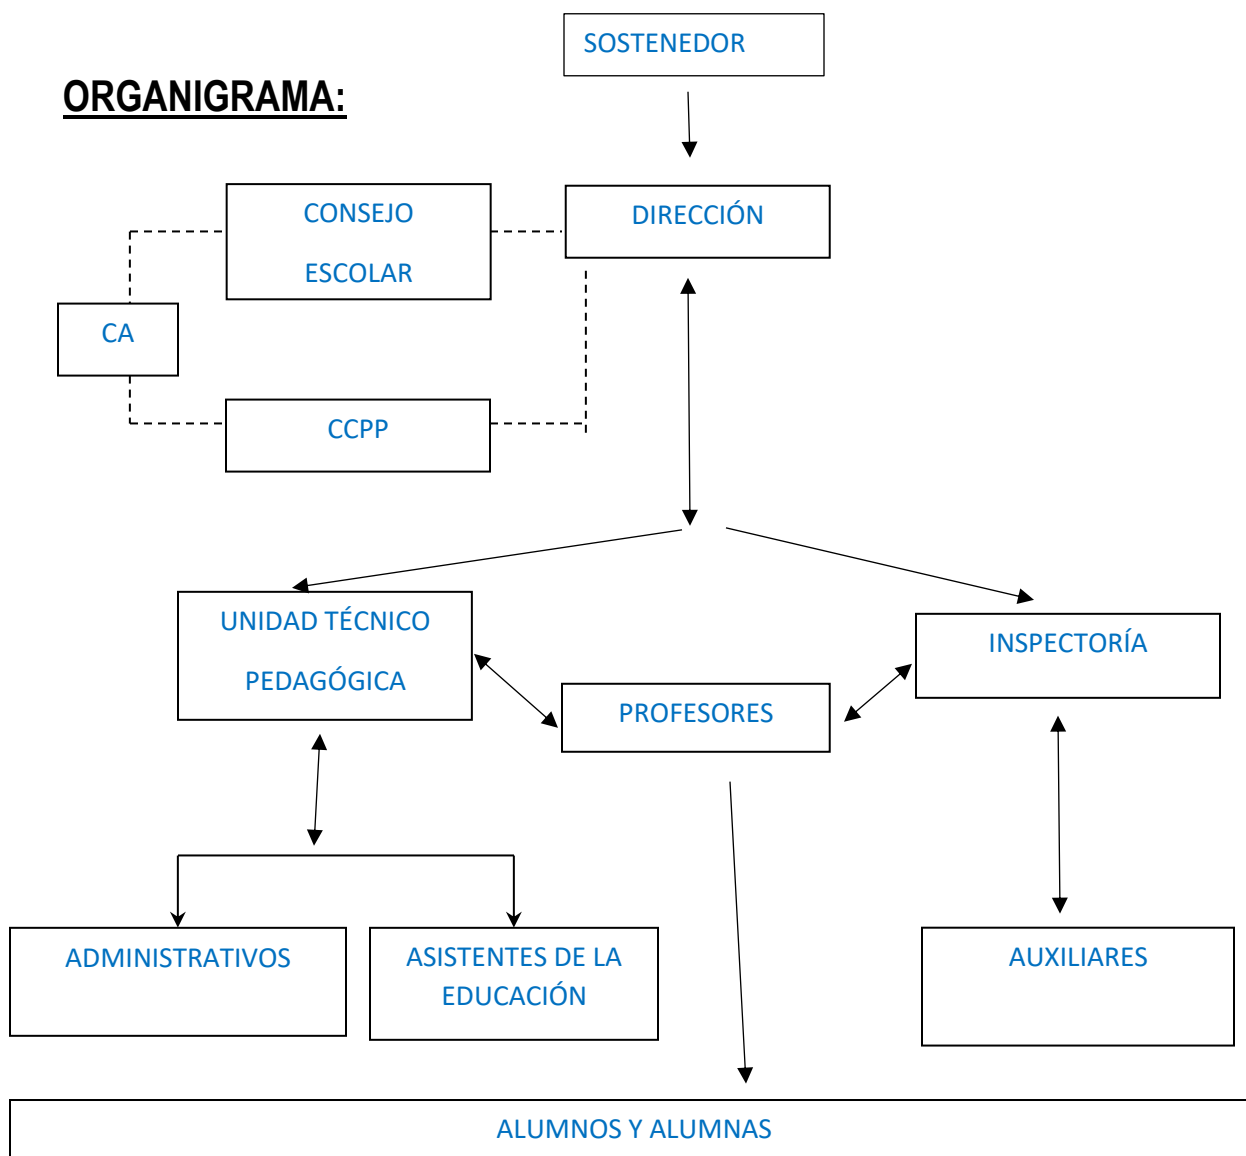 SOSTENEDOR
ORGANIGRAMA:
CONSEJO
ESCOLAR
DIRECCIÓN
CA
CCPP
UNIDAD TÉCNICO
PEDAGÓGICA
INSPECTORÍA
PROFESORES
ADMINISTRATIVOS
ASISTENTES DE LA
EDUCACIÓN
AUXILIARES
ALUMNOS Y ALUMNAS